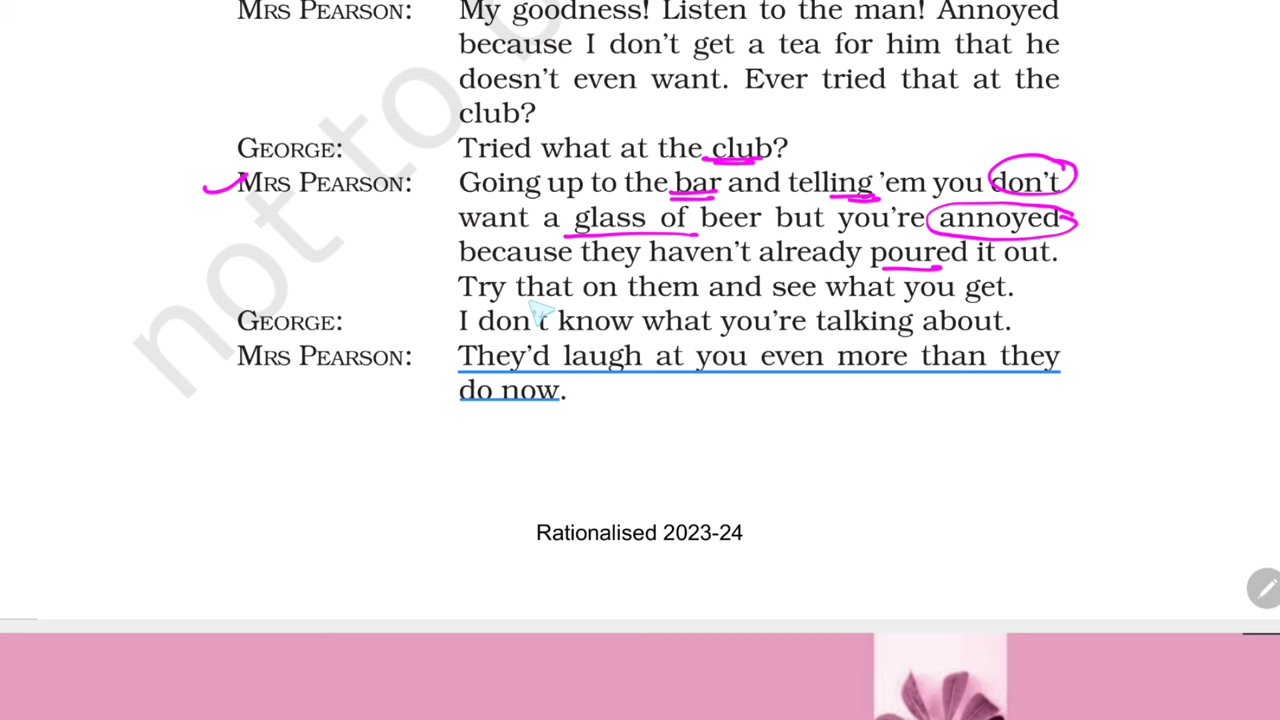 MRS PEARSON: My goodness! Listen to the man! Annoyed
because I don't get a tea for him that he
doesn't even want. Ever tried that at the
club?
GEORGE: Tried what at the club?
MRS PEARSON: Going up to the bar and telling 'em you don't
want a glass of beer but you're annoyed
because they haven't already poured it out.
Try that on them and see what you get.
GEORGE: I don't know what you're talking about.
MRS PEARSON: They'd laugh at you even more than they
do now.
not to b
Rationalised 2023-24